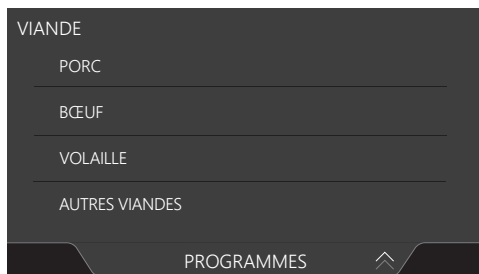 VIANDE
PORC
BŒUF
VOLAILLE
AUTRES VIANDES
PROGRAMMES